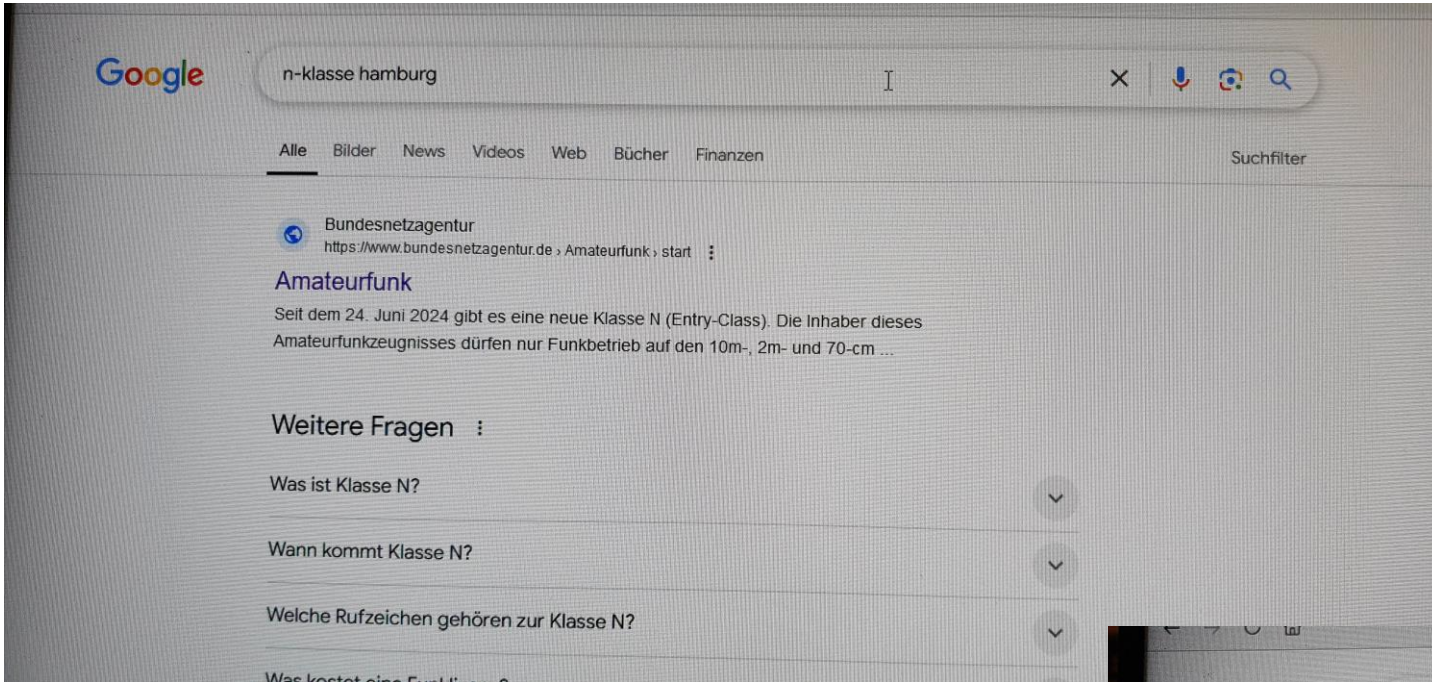 Google
n-klasse hamburg
Alle Bilder News Videos Web Bücher Finanzen
Suchfilter
Bundesnetzagentur
https://www.bundesnetzagentur.de › Amateurfunk › start
Amateurfunk
Seit dem 24. Juni 2024 gibt es eine neue Klasse N (Entry-Class). Die Inhaber dieses
Amateurfunkzeugnisses dürfen nur Funkbetrieb auf den 10m-, 2m- und 70-cm ...
Weitere Fragen
Was ist Klasse N?
Wann kommt Klasse N?
Welche Rufzeichen gehören zur Klasse N?
Was kostet eine